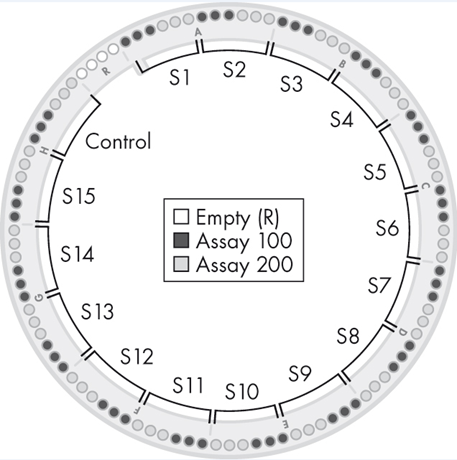 R
A
B
C
D
E
F
G
H
S1
S2
S3
S4
S5
S6
S7
S8
S9
S10
S11
S12
S13
S14
S15
Control
Empty (R)
Assay 100
Assay 200